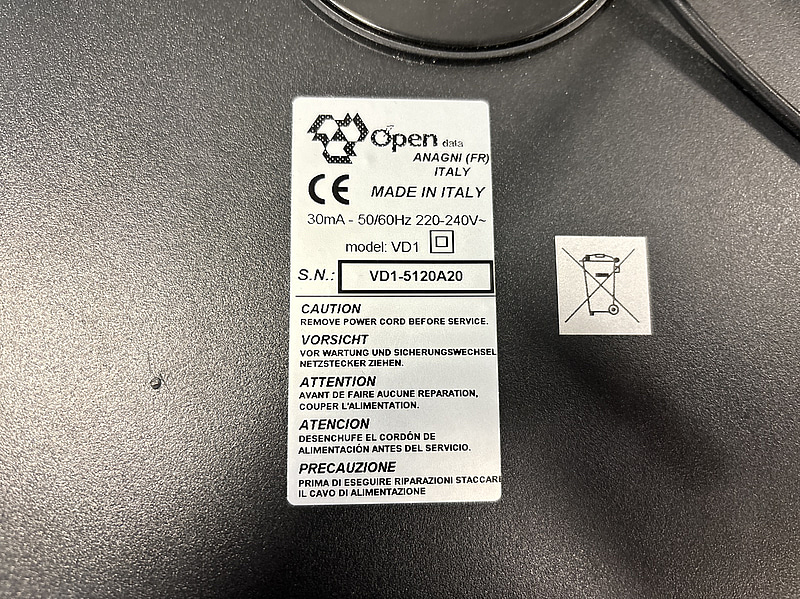 Open data
ANAGNI (FR)
ITALY
CE MADE IN ITALY
30mA - 50/60Hz 220-240V~
model: VD1
S.N.: VD1-5120A20
CAUTION
REMOVE POWER CORD BEFORE SERVICE.
VORSICHT
VOR WARTUNG UND SICHERUNGSWECHSEL
NETZSTECKER ZIEHEN.
ATTENTION
AVANT DE FAIRE AUCUNE REPARATION,
COUPER L'ALIMENTATION.
ATENCION
DESENCHUFE EL CORDÓN DE
ALIMENTACIÓN ANTES DEL SERVICIO.
PRECAUZIONE
PRIMA DI ESEGUIRE RIPARAZIONI STACCARE
IL CAVO DI ALIMENTAZIONE